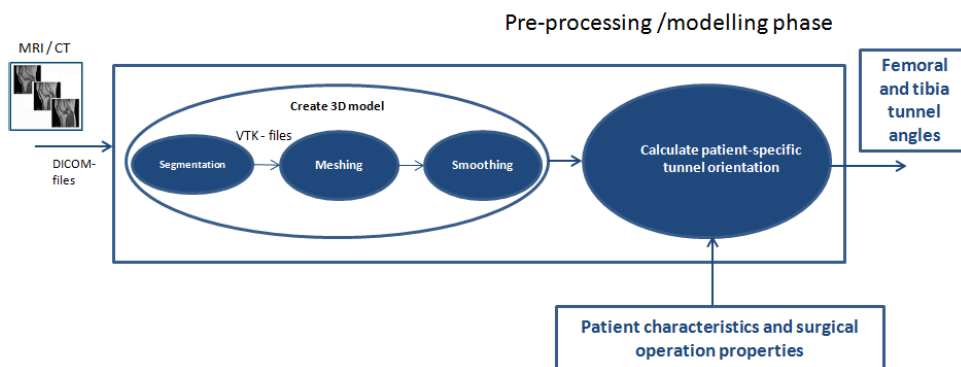 Pre-processing /modelling phase
MRI / CT
DICOM-
files
Create 3D model
VTK - files
Segmentation
Meshing
Smoothing
Calculate patient-specific
tunnel orientation
Femoral
and tibia
tunnel
angles
Patient characteristics and surgical
operation properties